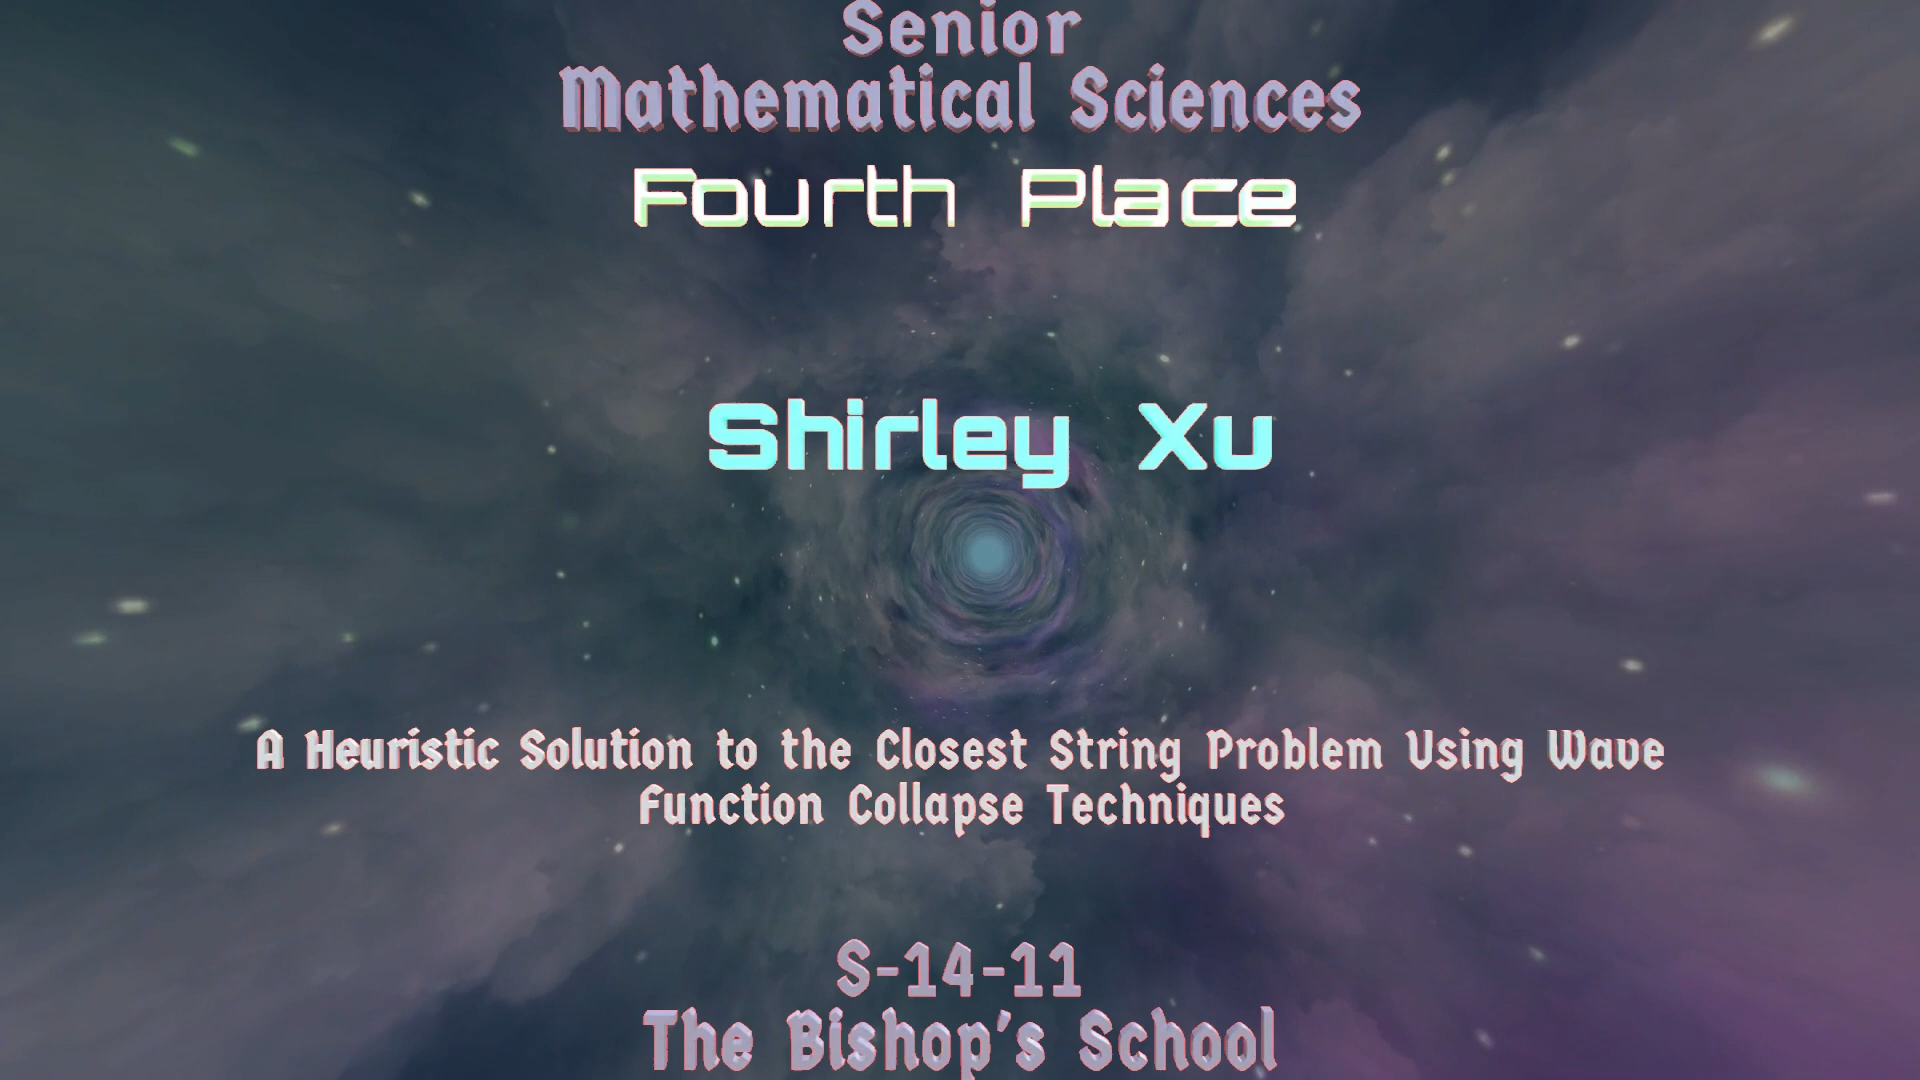 Senior
Mathematical Sciences
Fourth Place
Shirley Xu
A Heuristic Solution to the Closest String Problem Using Wave
Function Collapse Techniques
S-14-11
The Bishop's School